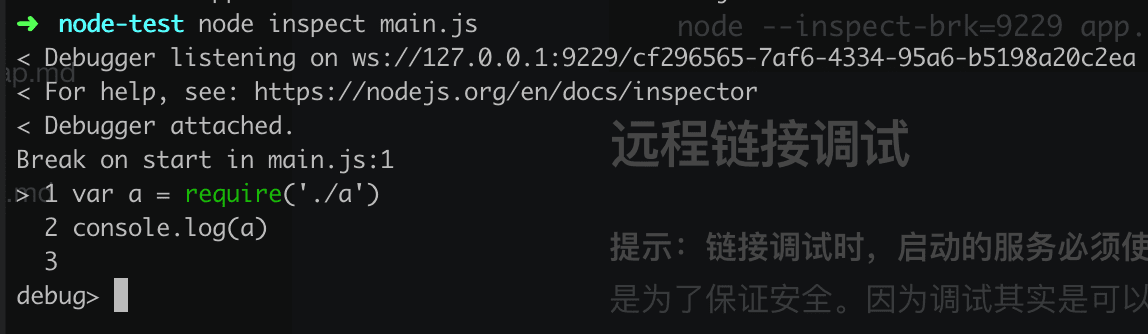 ➜ node-test node inspect main.js
node --inspect-brk=9229 app.
< Debugger listening on ws://127.0.0.1:9229/cf296565-7af6-4334-95a6-b5198a20c2ea
ap.md
< For help, see: https://nodejs.org/en/docs/inspector
< Debugger attached.
远程链接调试
Break on start in main.js:1
> 1 var a = require('./a')
.md
2 console.log(a)
提示：链接调试时，启动的服务必须使
3
debug>
是为了保证安全。因为调试其实是可以